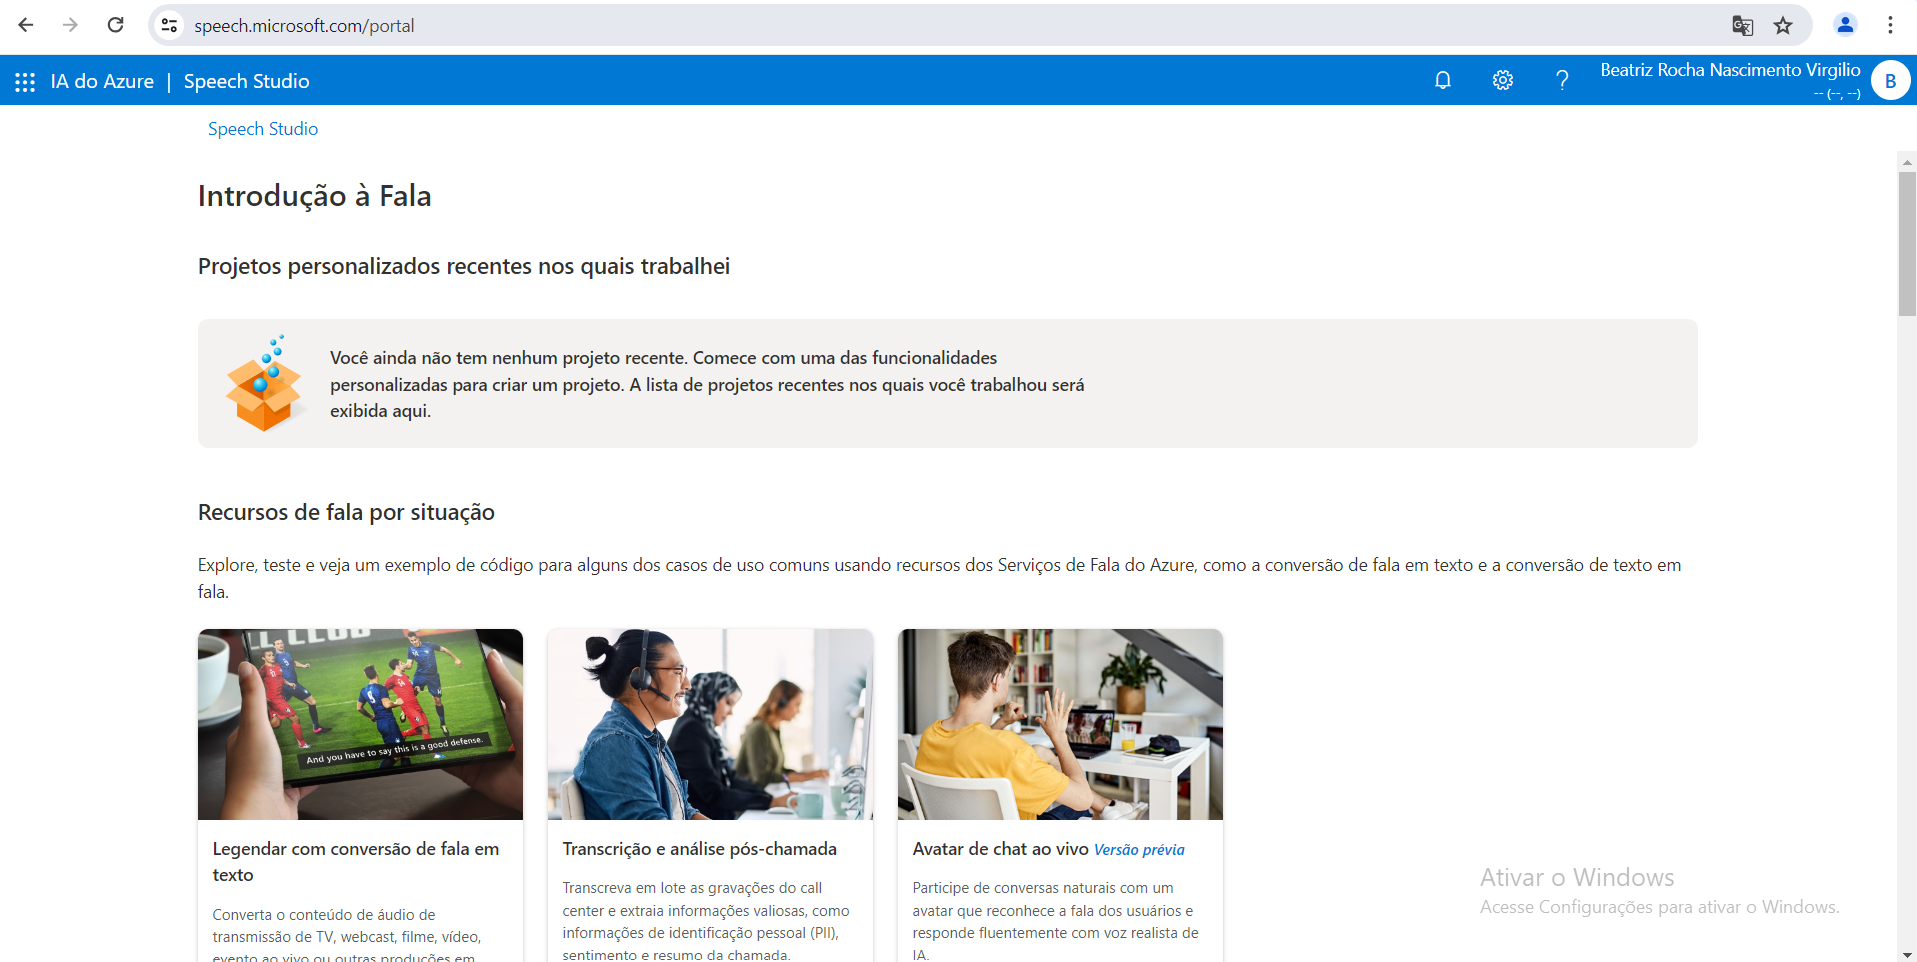 speech.microsoft.com/portal
IA do Azure | Speech Studio
Beatriz Rocha Nascimento Virgilio
-- (--, --)
B
Speech Studio
Introdução à Fala
Projetos personalizados recentes nos quais trabalhei
Você ainda não tem nenhum projeto recente. Comece com uma das funcionalidades
personalizadas para criar um projeto. A lista de projetos recentes nos quais você trabalhou será
exibida aqui.
Recursos de fala por situação
Explore, teste e veja um exemplo de código para alguns dos casos de uso comuns usando recursos dos Serviços de Fala do Azure, como a conversão de fala em texto e a conversão de texto em
fala.
And you have to say this is a good defense.
Legendar com conversão de fala em
texto
Converta o conteúdo de áudio de
transmissão de TV, webcast, filme, vídeo,
evento ao vivo ou outras produções em
Transcrição e análise pós-chamada
Transcreva em lote as gravações do call
center e extraia informações valiosas, como
informações de identificação pessoal (PII),
sentimento e resumo da chamada.
Avatar de chat ao vivo Versão prévia
Participe de conversas naturais com um
avatar que reconhece a fala dos usuários e
responde fluentemente com voz realista de
IA.
Ativar o Windows
Acesse Configurações para ativar o Windows.